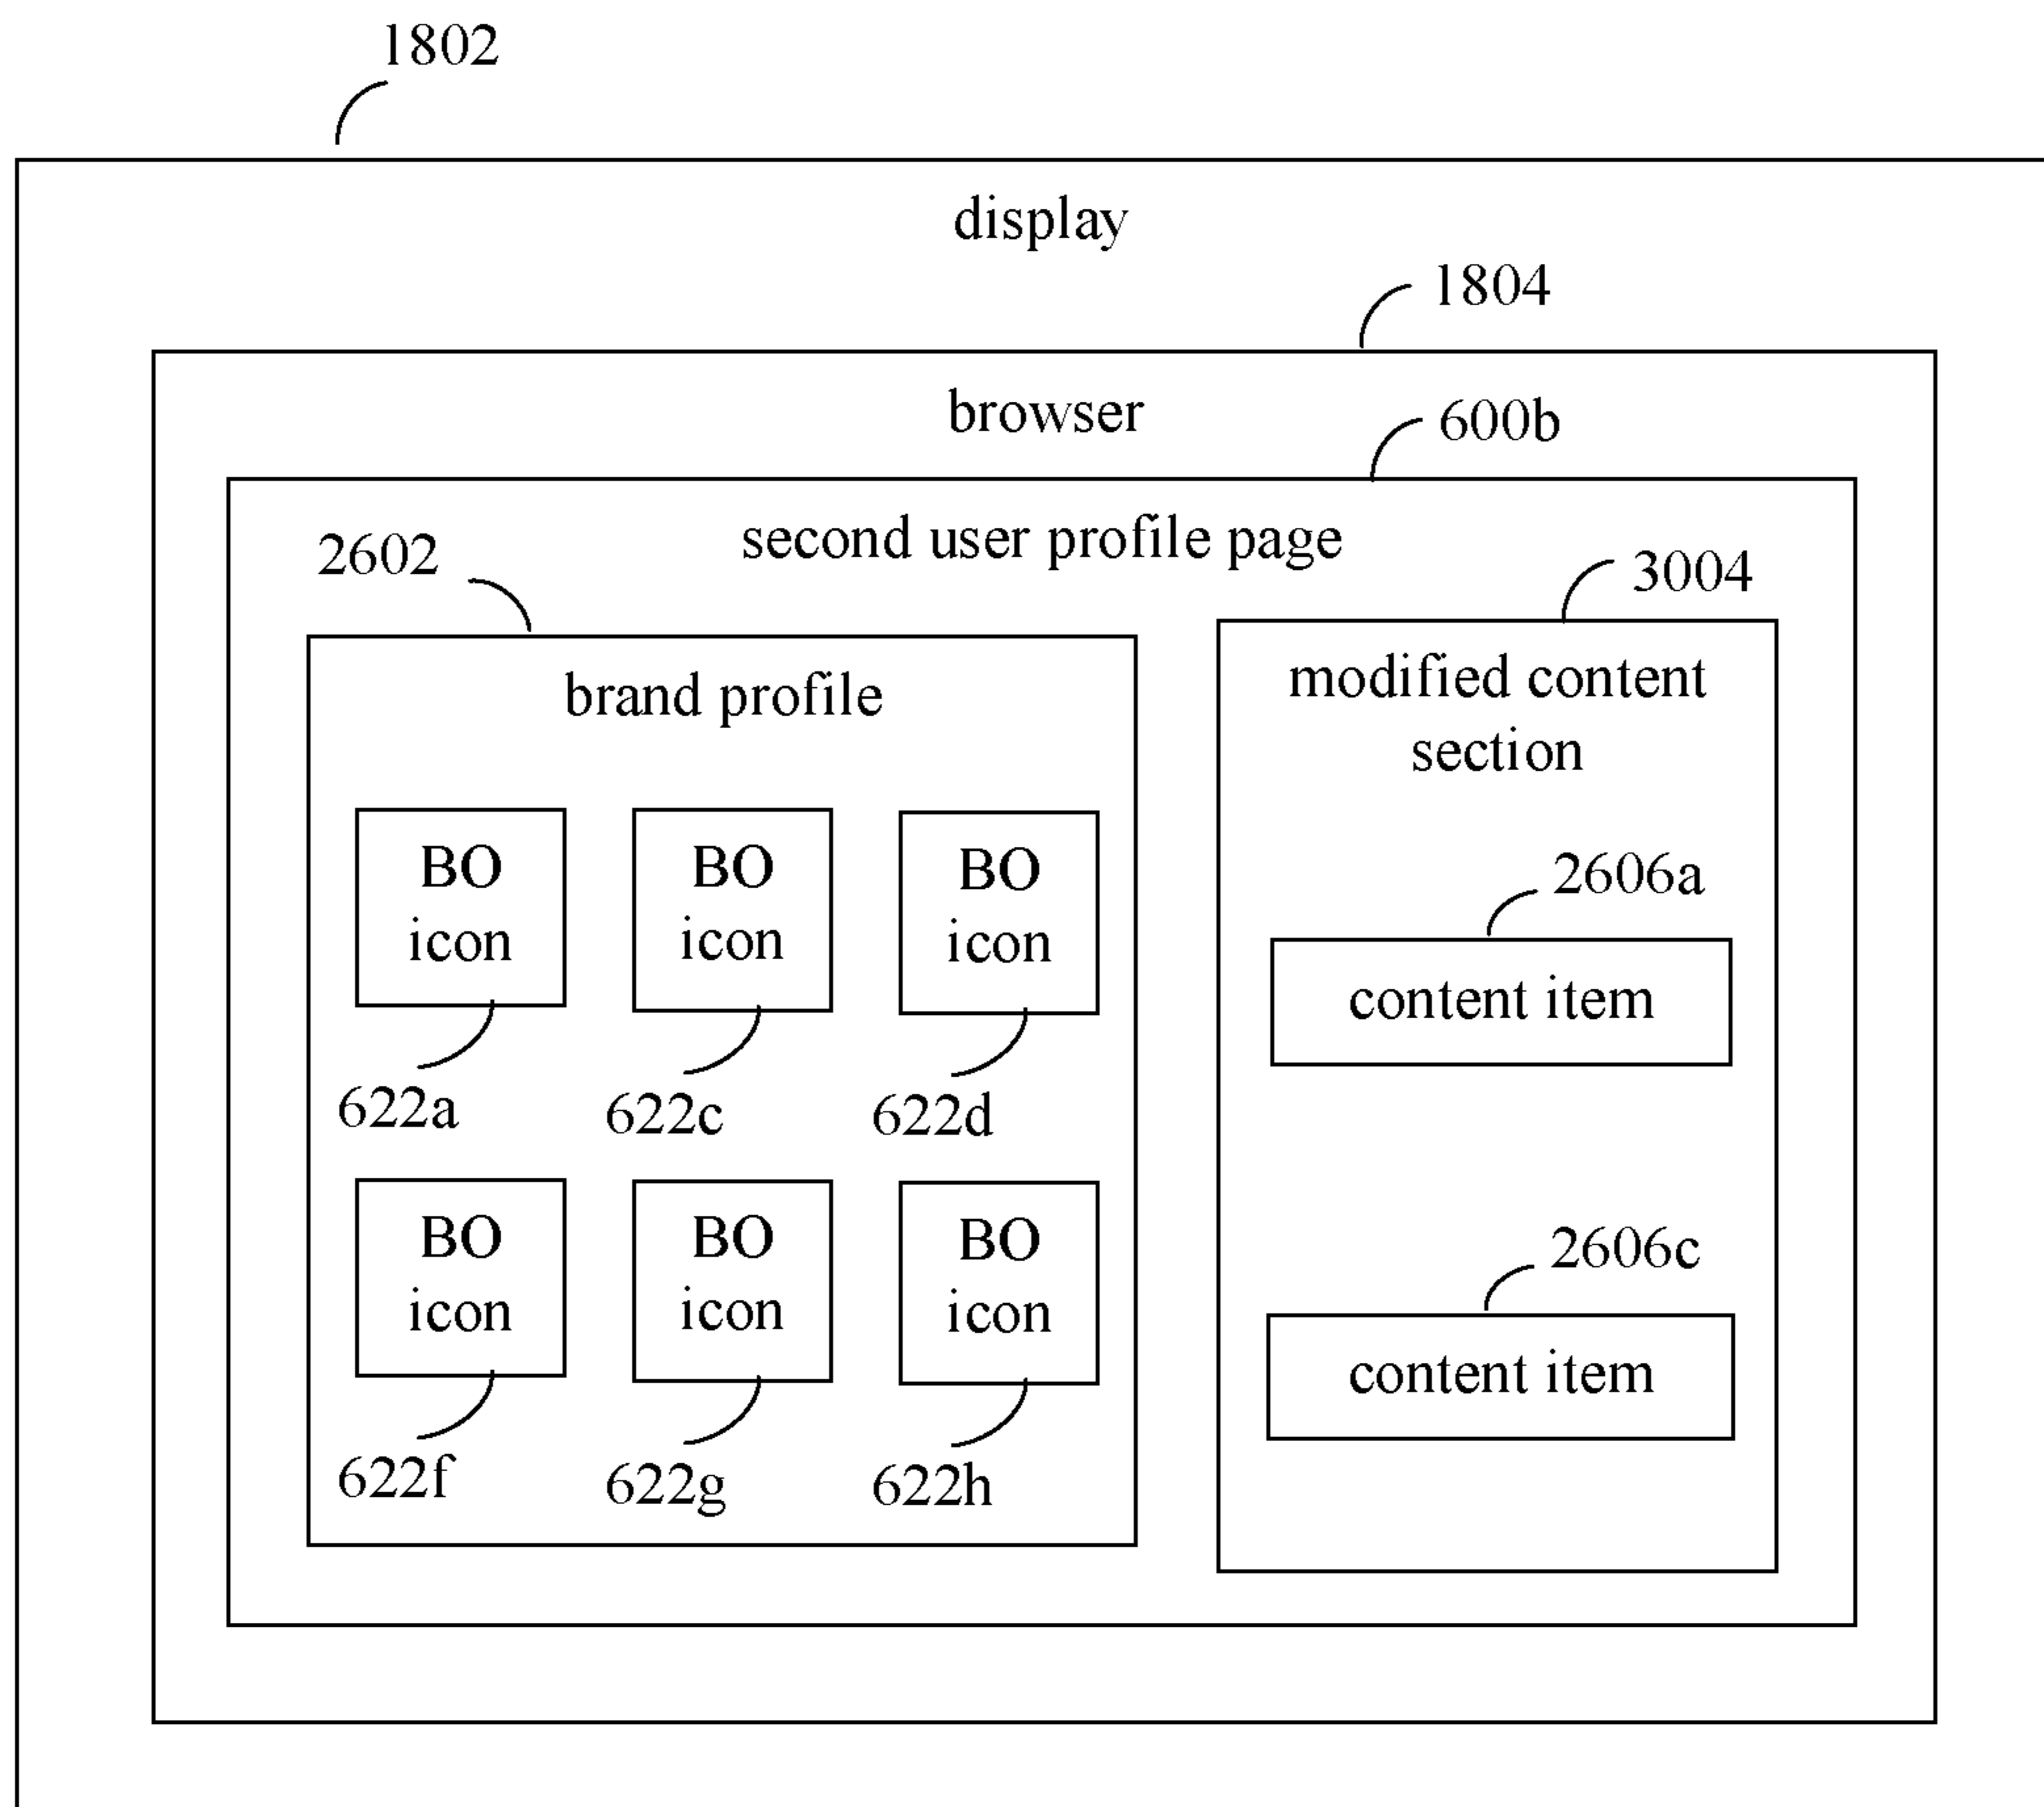 1802
display
1804
browser
600b
second user profile page
2602
3004
brand profile
modified content
section
BO
icon
BO
icon
BO
icon
622a
622c
622d
BO
icon
BO
icon
BO
icon
622f
622g
622h
2606a
content item
2606c
content item